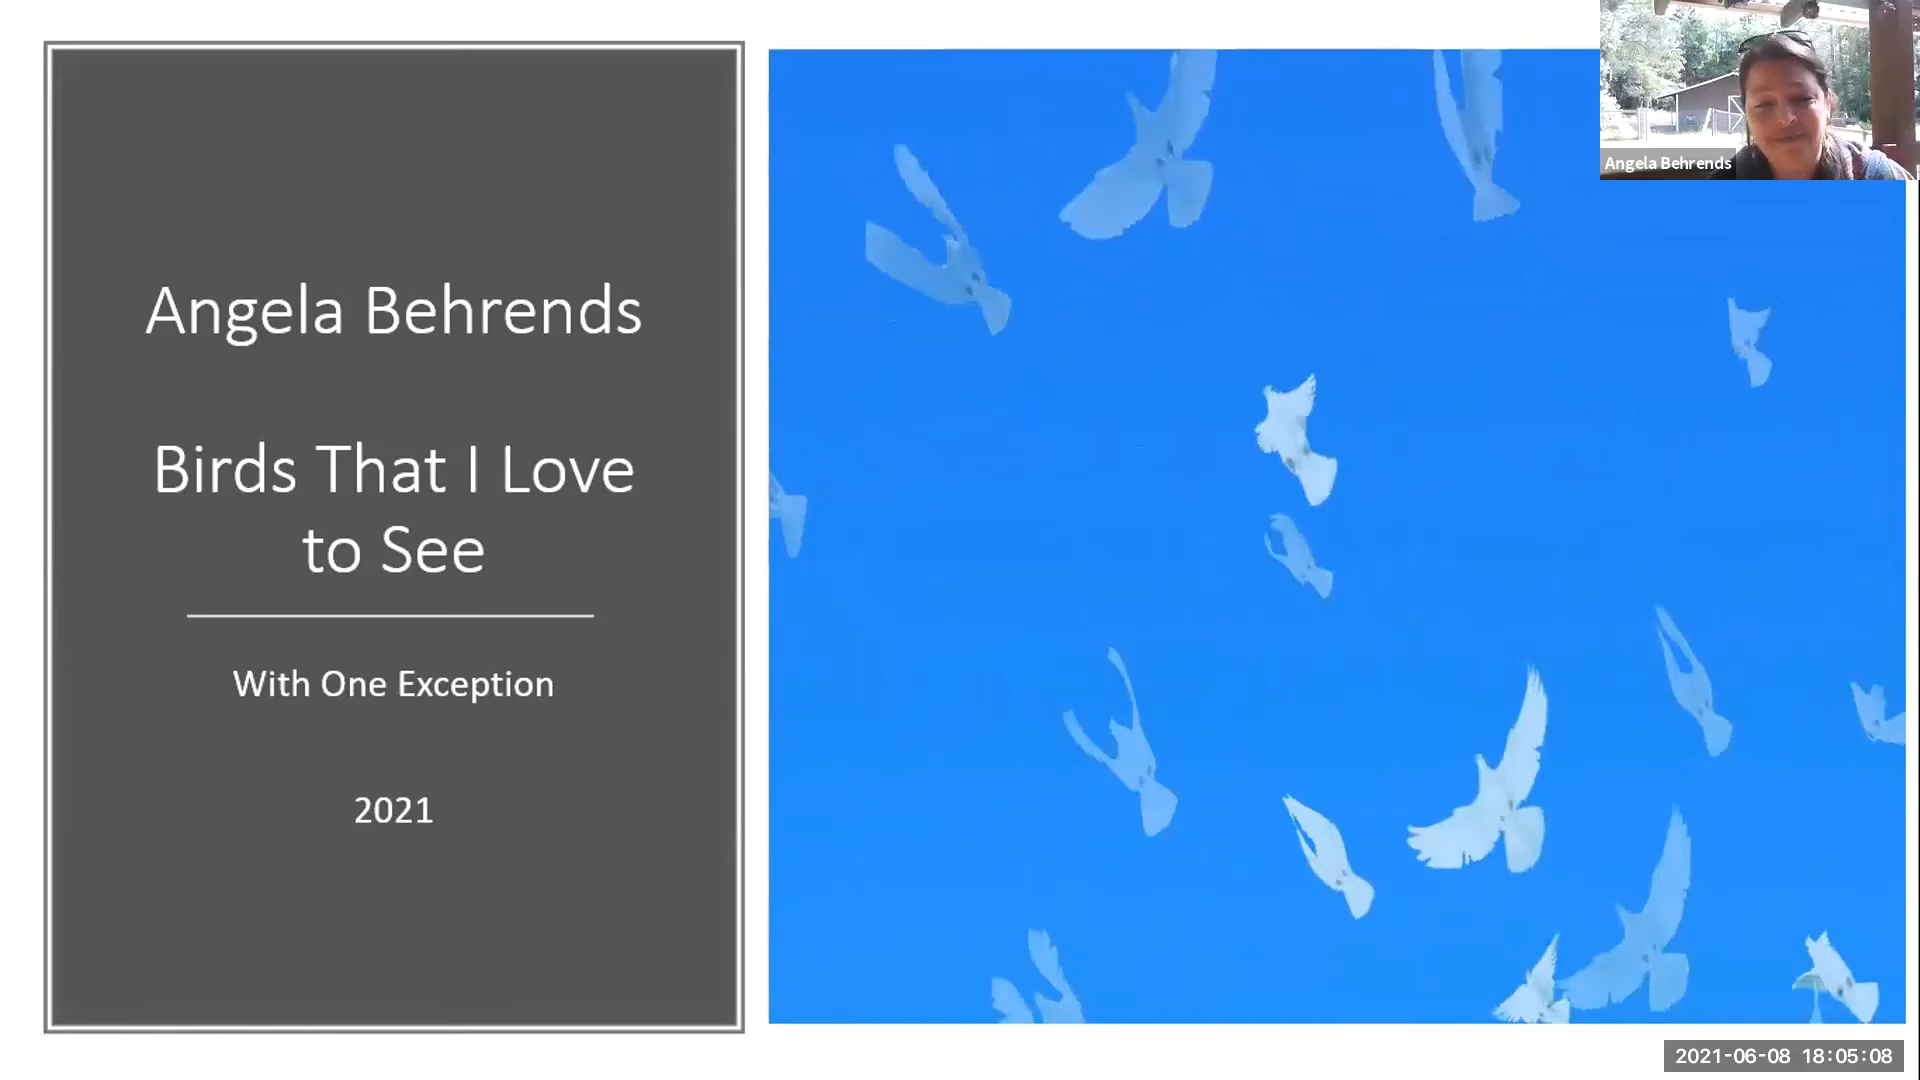 Angela Behrends
Birds That I Love
to See
With One Exception
2021
Angela Behrends
2021-06-08 18:05:08